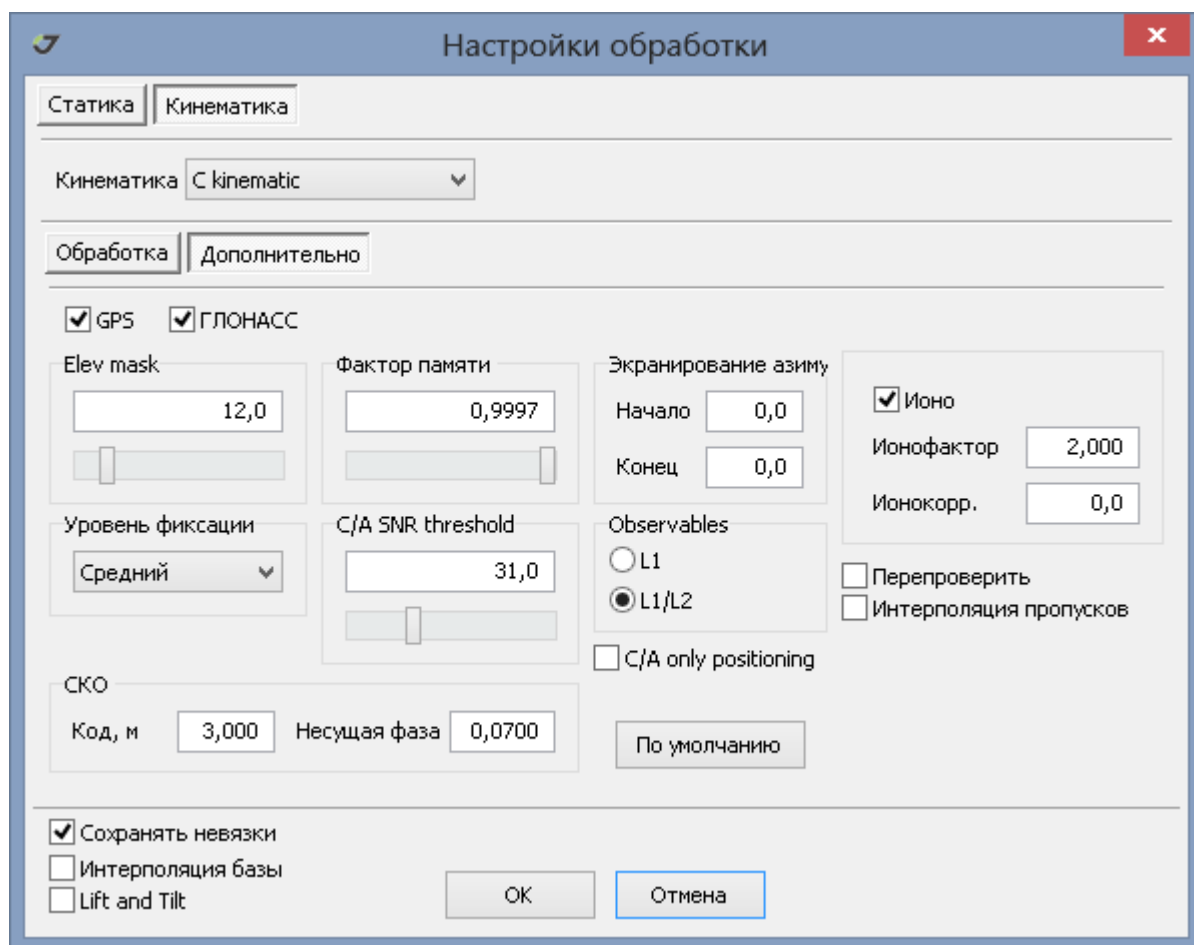 Настройки обработки
Статика Кинематика
Кинематика C kinematic
Обработка Дополнительно
GPS ГЛОНАСС
Elev mask
12,0
Фактор памяти
0,9997
Экранирование азиму
Начало 0,0
Конец 0,0
Ионо
Ионофактор 2,000
Ионокорр. 0,0
Уровень фиксации
Средний
C/A SNR threshold
31,0
Observables
L1
L1/L2
Перепроверить
Интерполяция пропусков
C/A only positioning
СКО
Код, м 3,000 Несущая фаза 0,0700
По умолчанию
Сохранять невязки
Интерполяция базы
Lift and Tilt
OK Отмена